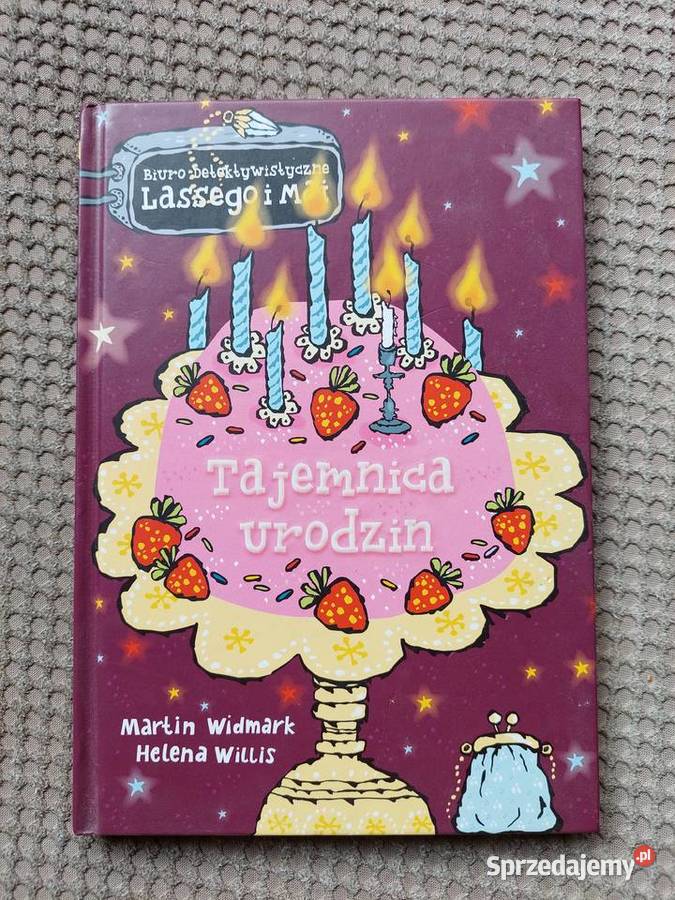 Biuro Detektywistyczne
Lassego i Mai
Tajemnica
urodzin
Martin Widmark
Helena Willis
Sprzedajemy.pl